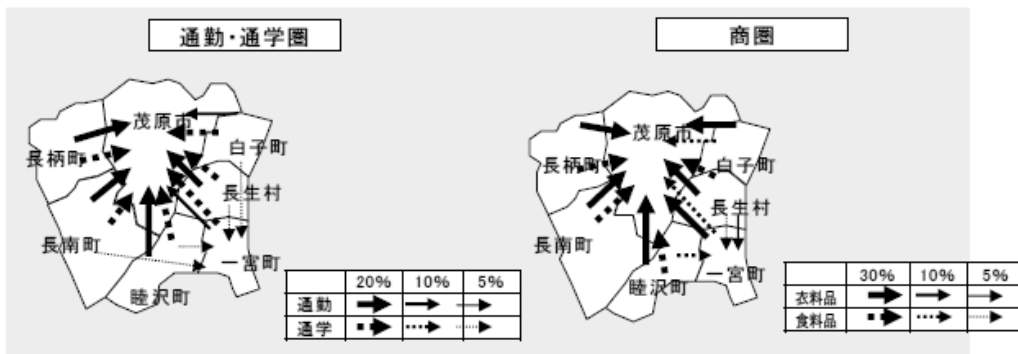 通勤・通学圏
茂原市
白子町
長柄町
長生村
長南町
一宮町
睦沢町
20% 10% 5%
通勤
通学
商圏
茂原市
白子町
長柄町
長生村
長南町
一宮町
睦沢町
30% 10% 5%
衣料品
食料品